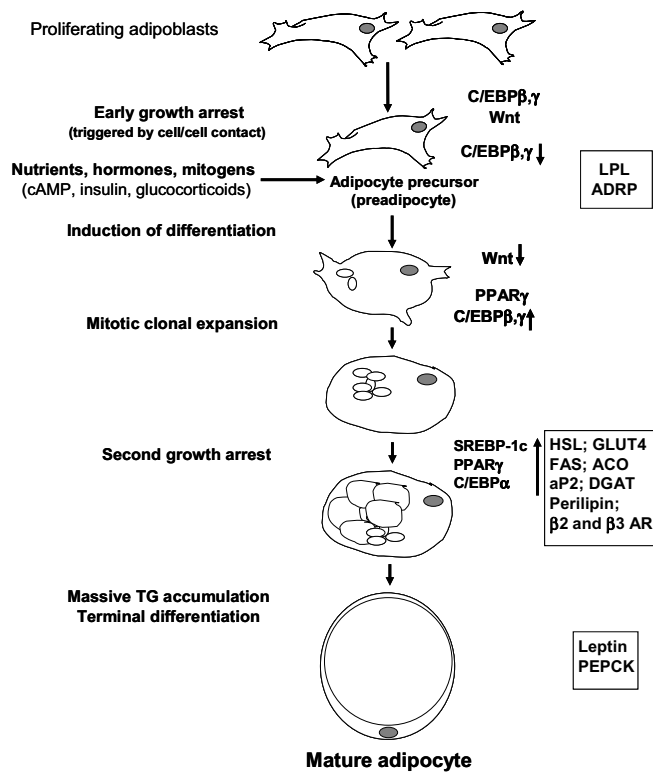 Proliferating adipoblasts
C/EBPβ,γ
Wnt
Early growth arrest
(triggered by cell/cell contact)
C/EBPβ,γ
LPL
ADRP
Nutrients, hormones, mitogens
(cAMP, insulin, glucocorticoids)
Adipocyte precursor
(preadipocyte)
Induction of differentiation
Wnt
PPARγ
C/EBPβ,γ
Mitotic clonal expansion
Second growth arrest
SREBP-1c
PPARγ
C/EBPα
HSL; GLUT4
FAS; ACO
aP2; DGAT
Perilipin;
β2 and β3 AR
Massive TG accumulation
Terminal differentiation
Leptin
PEPCK
Mature adipocyte